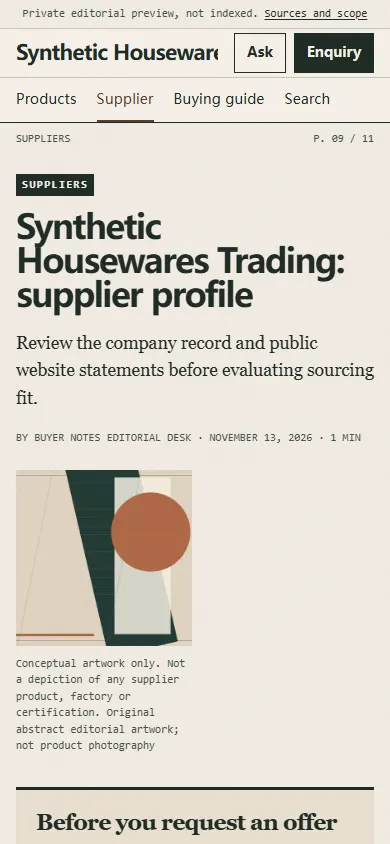 Private editorial preview, not indexed. Sources and scope
Synthetic Houseware
Ask
Enquiry
Products
Supplier
Buying guide
Search
SUPPLIERS
P. 09 / 11
SUPPLIERS
Synthetic
Housewares Trading:
supplier profile
Review the company record and public
website statements before evaluating sourcing
fit.
BY BUYER NOTES EDITORIAL DESK · NOVEMBER 13, 2026 · 1 MIN
Conceptual artwork only. Not
a depiction of any supplier
product, factory or
certification. Original
abstract editorial artwork;
not product photography
Before you request an offer